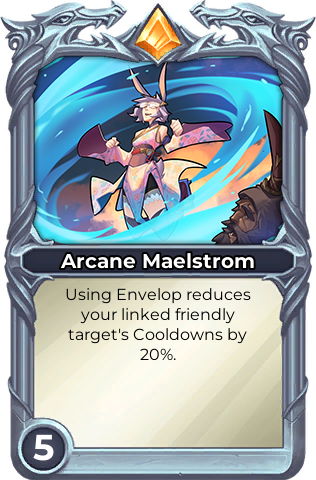 Arcane Maelstrom
Using Envelop reduces
your linked friendly
target's Cooldowns by
20%.
5